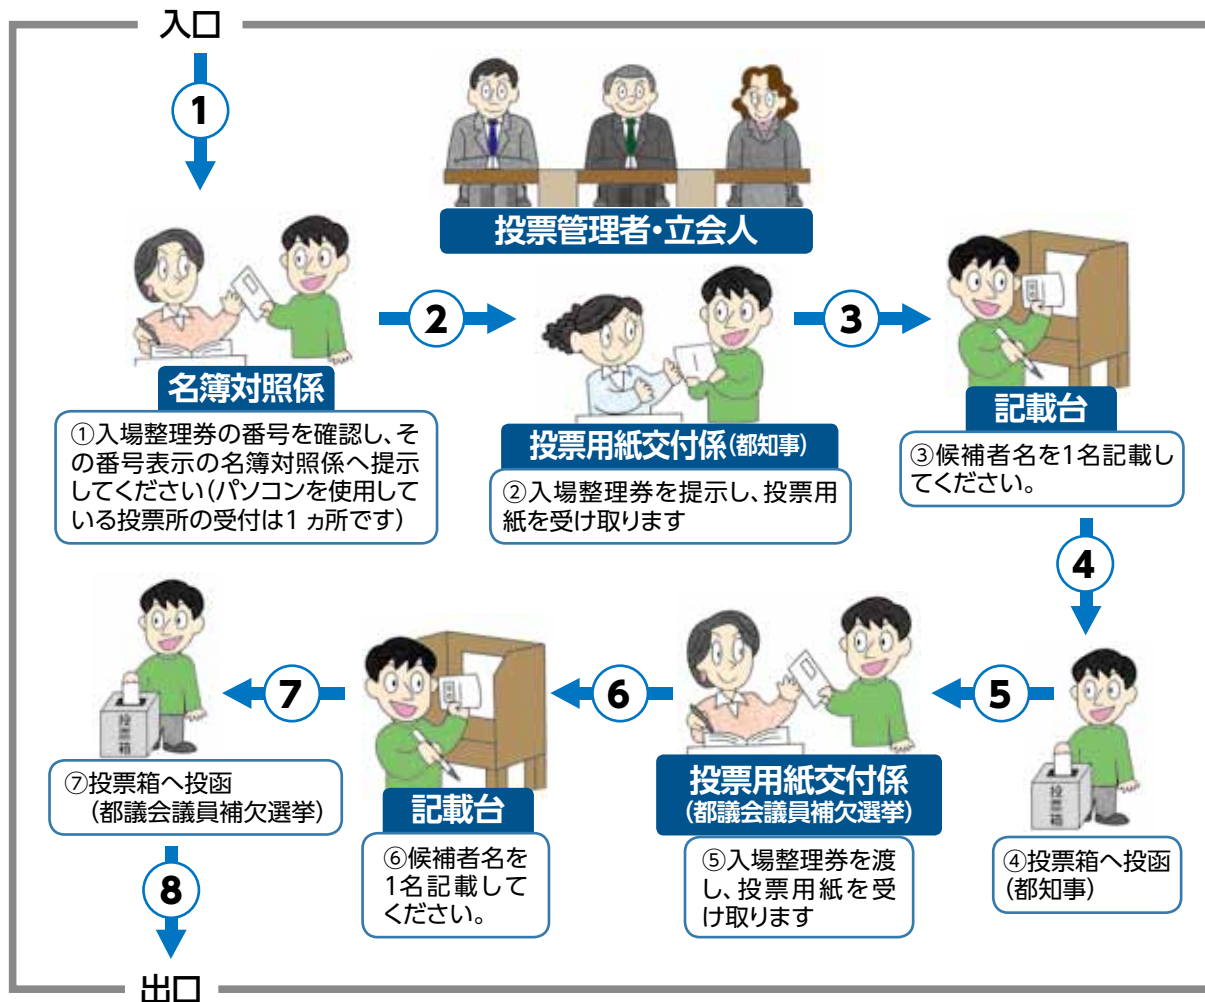 入口
1
投票管理者・立会人
2
3
名簿対照係
①入場整理券の番号を確認し、そ
の番号表示の名簿対照係へ提示
してください（パソコンを使用して
いる投票所の受付は1ヵ所です）
投票用紙交付係（都知事）
②入場整理券を提示し、投票用
紙を受け取ります
記載台
③候補者名を1名記載し
てください。
4
投票箱
④投票箱へ投函
（都知事）
5
投票用紙交付係
（都議会議員補欠選挙）
⑤入場整理券を渡
し、投票用紙を受
け取ります
6
記載台
⑥候補者名を
1名記載して
ください。
7
投票箱
⑦投票箱へ投函
（都議会議員補欠選挙）
8
出口